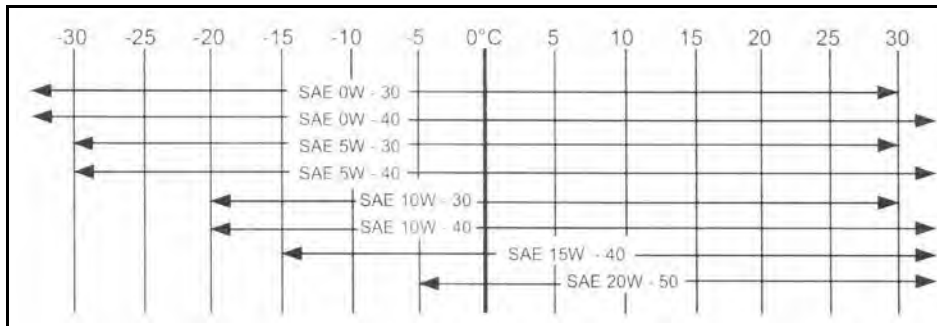 -30 -25 -20 -15 -10 -5 0°C 5 10 15 20 25 30
SAE 0W - 30
SAE 0W - 40
SAE 5W - 30
SAE 5W - 40
SAE 10W - 30
SAE 10W - 40
SAE 15W - 40
SAE 20W - 50